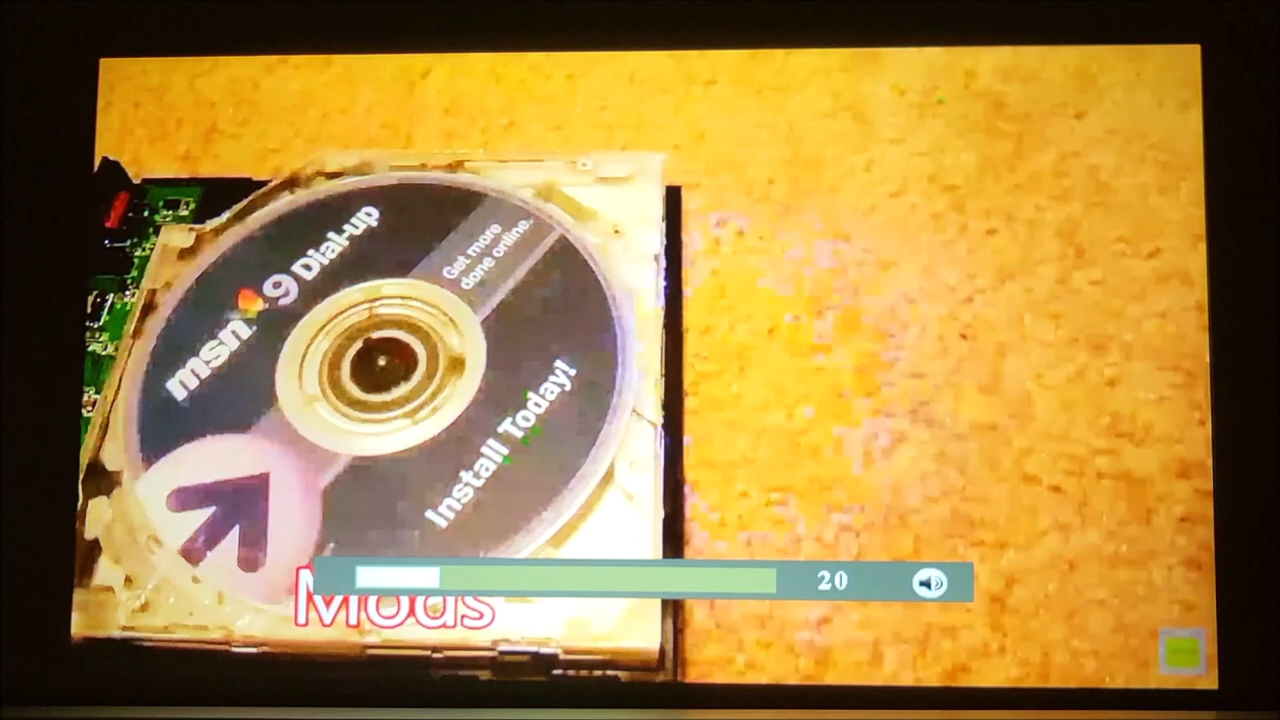 msn 9 Dial-up
Get more
done online.
Install Today!
20
Mods